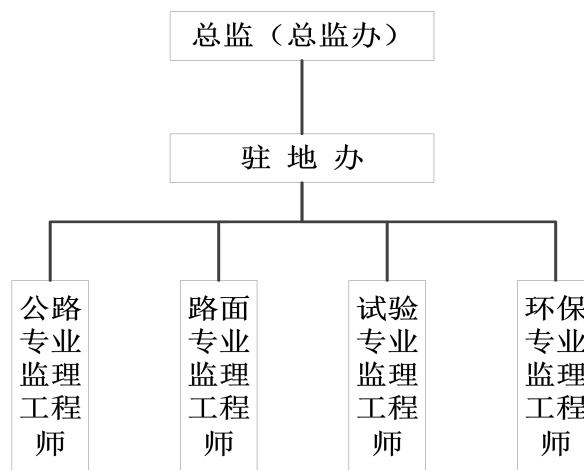 总监（总监办）
驻 地 办
公路
专业
监理
工程
师
路面
专业
监理
工程
师
试验
专业
监理
工程
师
环保
专业
监理
工程
师